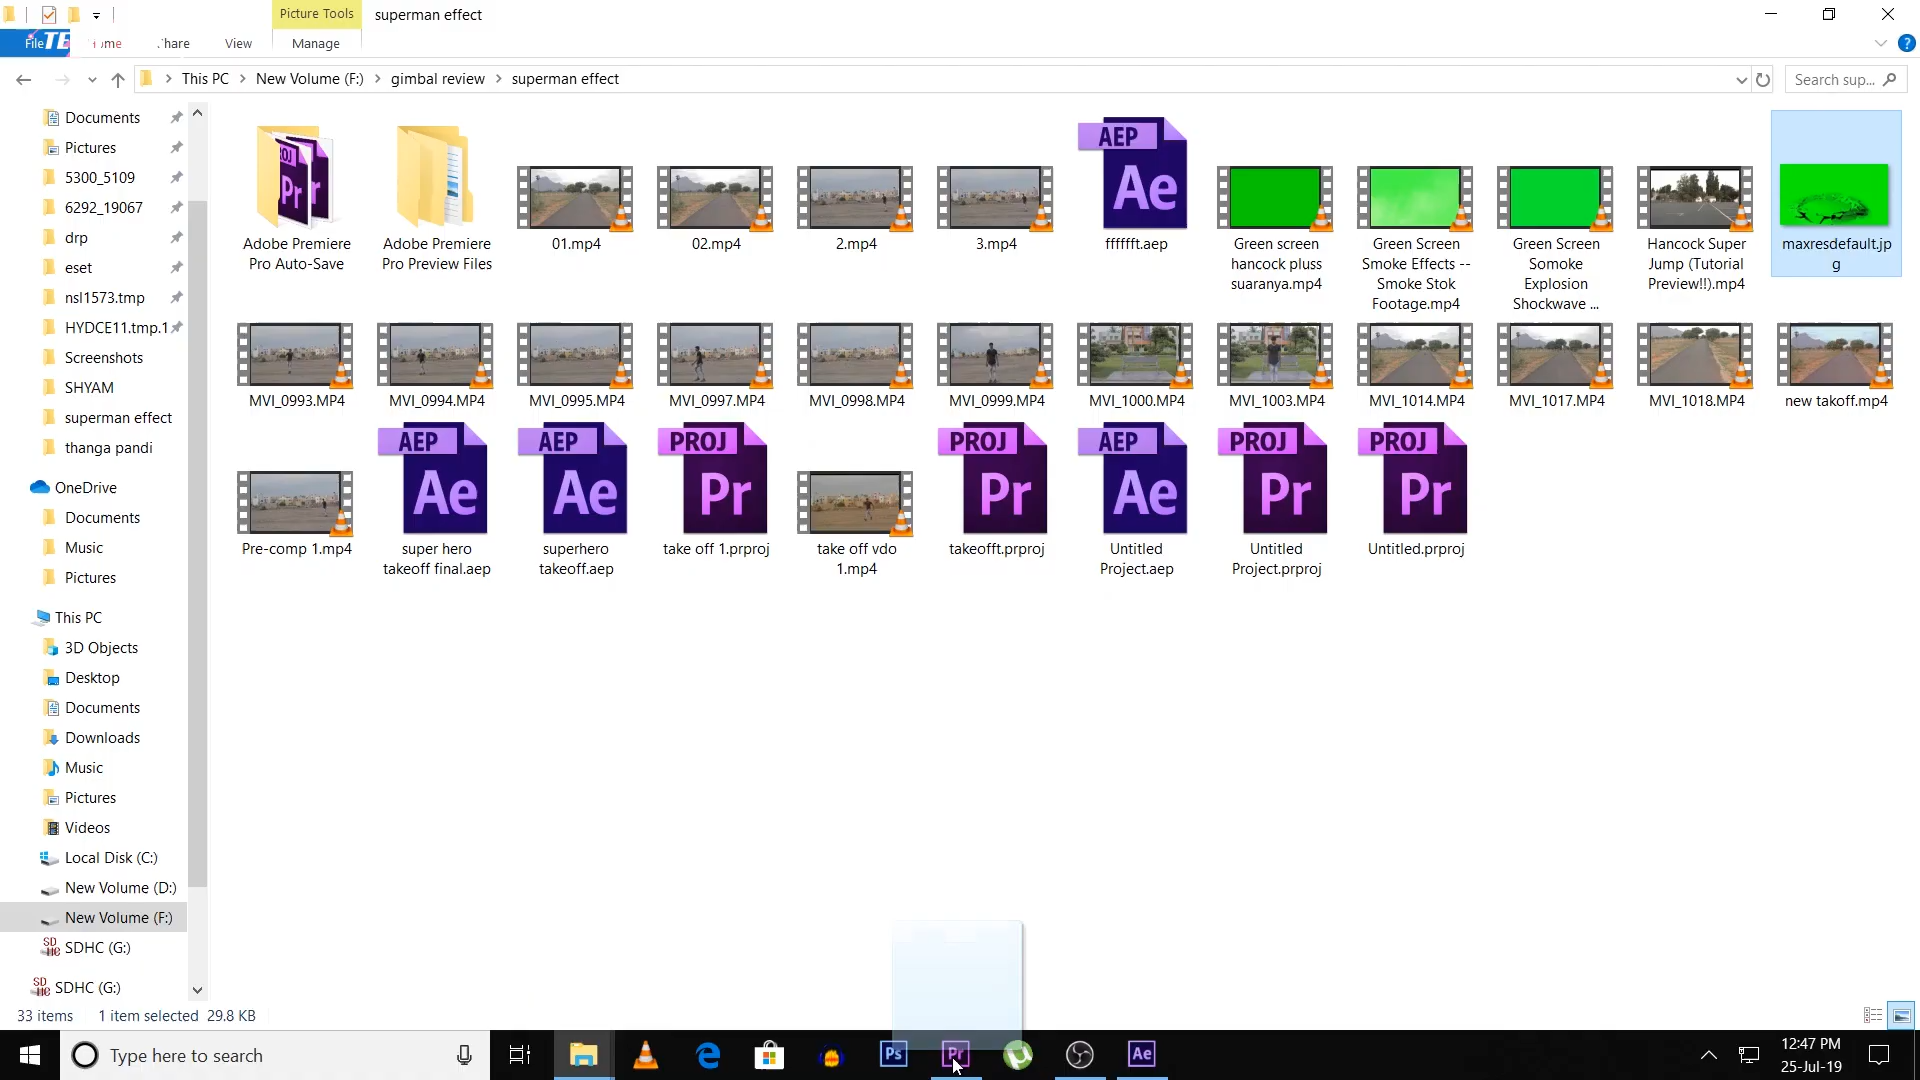 Picture Tools
superman effect
File
TE
ome
hare
View
Manage
This PC
New Volume (F:)
gimbal review
superman effect
Search sup...
Documents
Pictures
5300_5109
6292_19067
drp
eset
nsl1573.tmp
HYDCE11.tmp.1
Screenshots
SHYAM
superman effect
thanga pandi
OneDrive
Documents
Music
Pictures
This PC
3D Objects
Desktop
Documents
Downloads
Music
Pictures
Videos
Local Disk (C:)
New Volume (D:)
New Volume (F:)
SDHC (G:)
SDHC (G:)
Adobe Premiere
Pro Auto-Save
Adobe Premiere
Pro Preview Files
01.mp4
02.mp4
2.mp4
3.mp4
AEP
Ae
fffffft.aep
Green screen
hancock pluss
suaranya.mp4
Green Screen
Smoke Effects --
Smoke Stok
Footage.mp4
Green Screen
Somoke
Explosion
Shockwave ...
Hancock Super
Jump (Tutorial
Preview!!).mp4
maxresdefault.jp
g
MVI_0993.MP4
MVI_0994.MP4
MVI_0995.MP4
MVI_0997.MP4
MVI_0998.MP4
MVI_0999.MP4
MVI_1000.MP4
MVI_1003.MP4
MVI_1014.MP4
MVI_1017.MP4
MVI_1018.MP4
new takoff.mp4
Pre-comp 1.mp4
AEP
Ae
super hero
takeoff final.aep
AEP
Ae
superhero
takeoff.aep
PROJ
Pr
take off 1.prproj
take off vdo
1.mp4
PROJ
Pr
takeofft.prproj
AEP
Ae
Untitled
Project.aep
PROJ
Pr
Untitled
Project.prproj
PROJ
Pr
Untitled.prproj
33 items
1 item selected 29.8 KB
Type here to search
Ps
Pr
Ae
12:47 PM
25-Jul-19